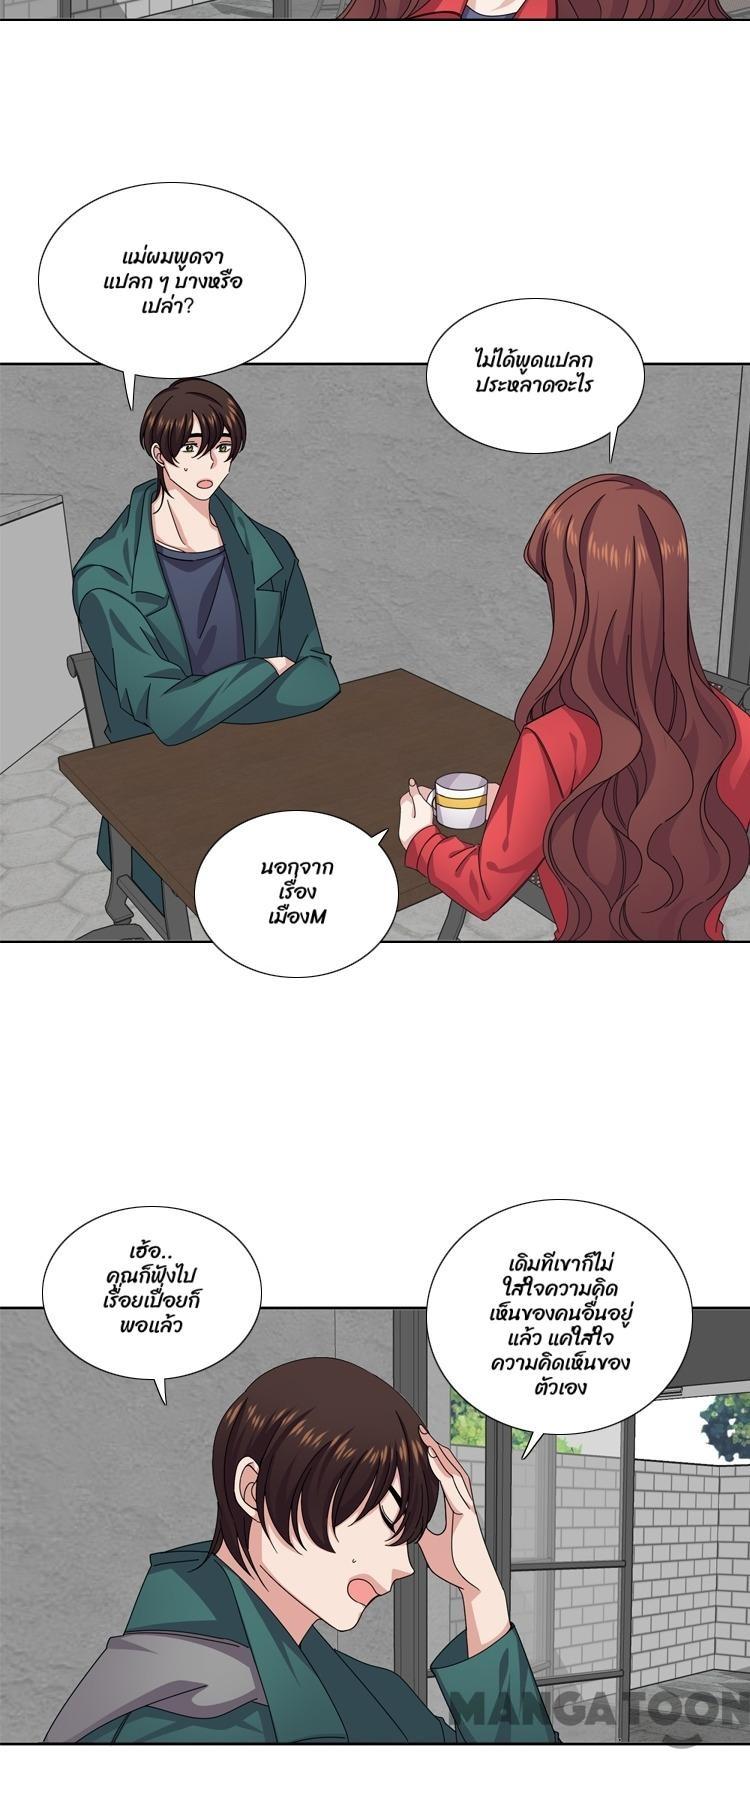 แม่ผมพูดจา
แปลก ๆ บางหรือ
เปล่า?
ไม่ได้พูดแปลก
ประหลาดอะไร
นอกจาก
เรื่อง
เมืองM
เฮ้อ..
คุณก็ฟังไป
เรื่อยเปื่อยก็
พอแล้ว
เดิมทีเขาก็ไม่
ใส่ใจความคิด
เห็นของคนอื่นอยู่
แล้ว แค่ใส่ใจ
ความคิดเห็นของ
ตัวเอง
MANGATOON